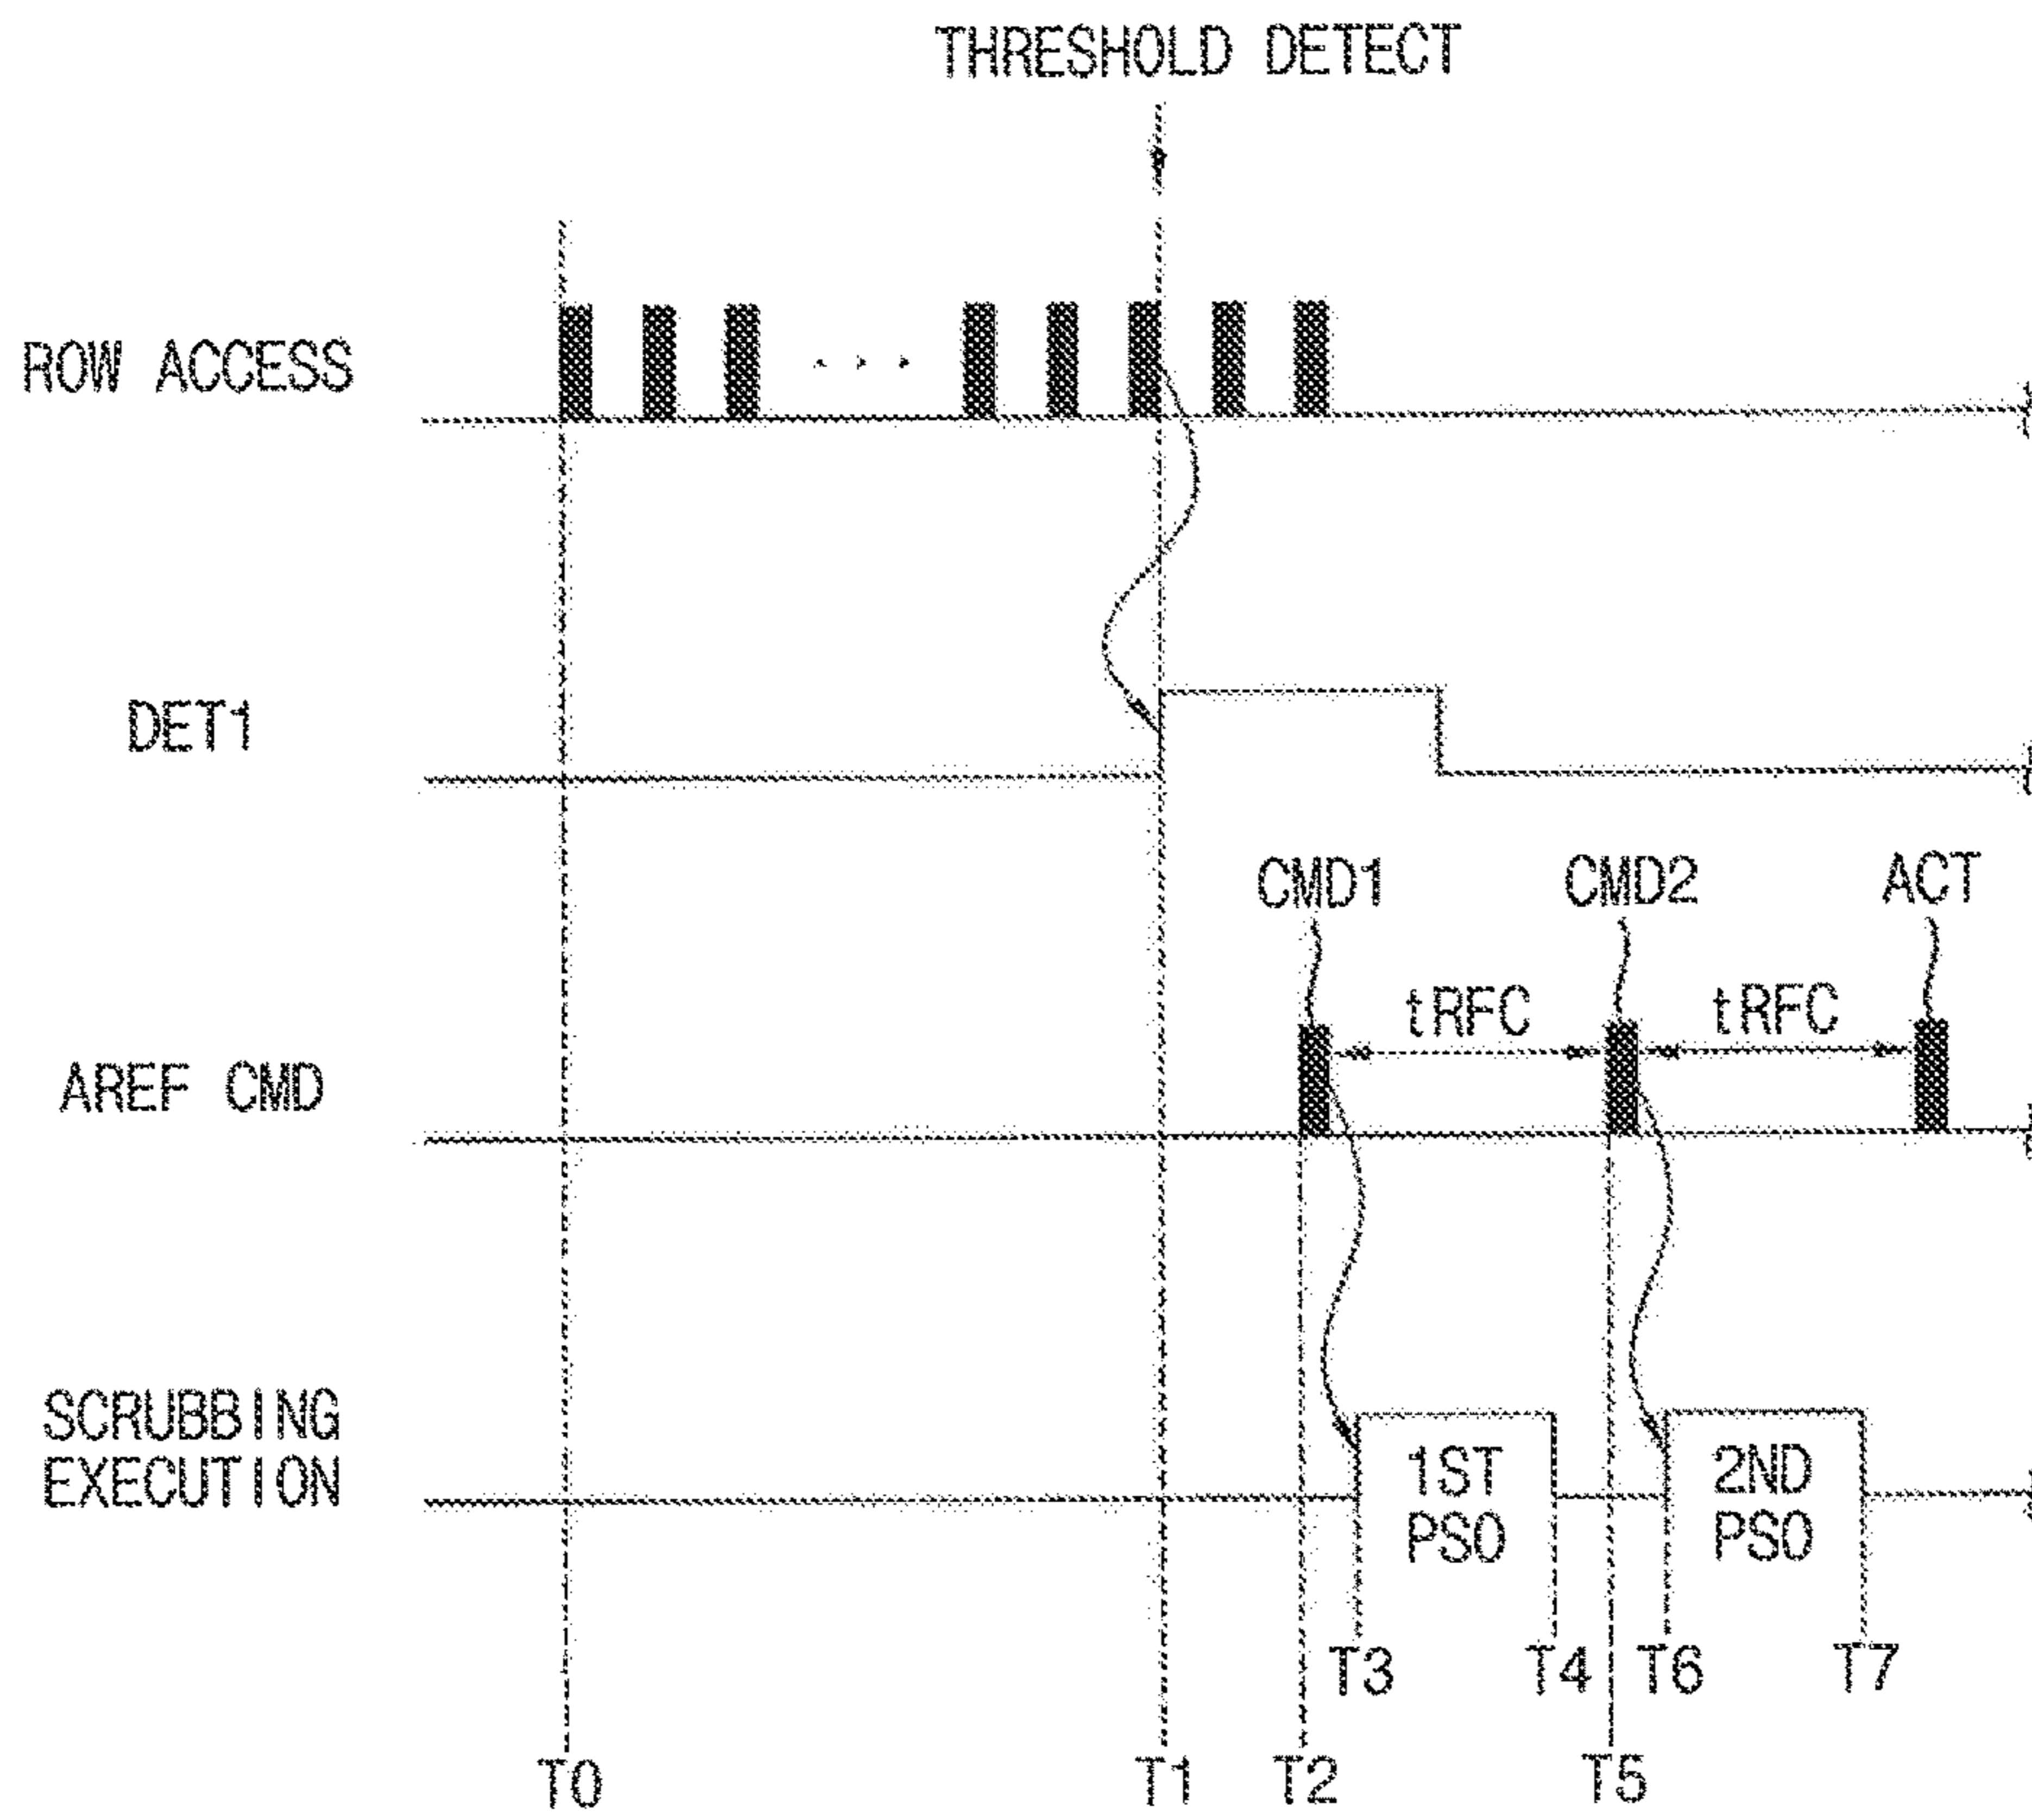 THRESHOLD DETECT
ROW ACCESS
DET1
CMD1 CMD2 ACT
tRFC tRFC
AREF CMD
SCRUBBING
EXECUTION
1ST
PSO
2ND
PSO
T3 T4 T6 T7
T0 T1 T2 T5